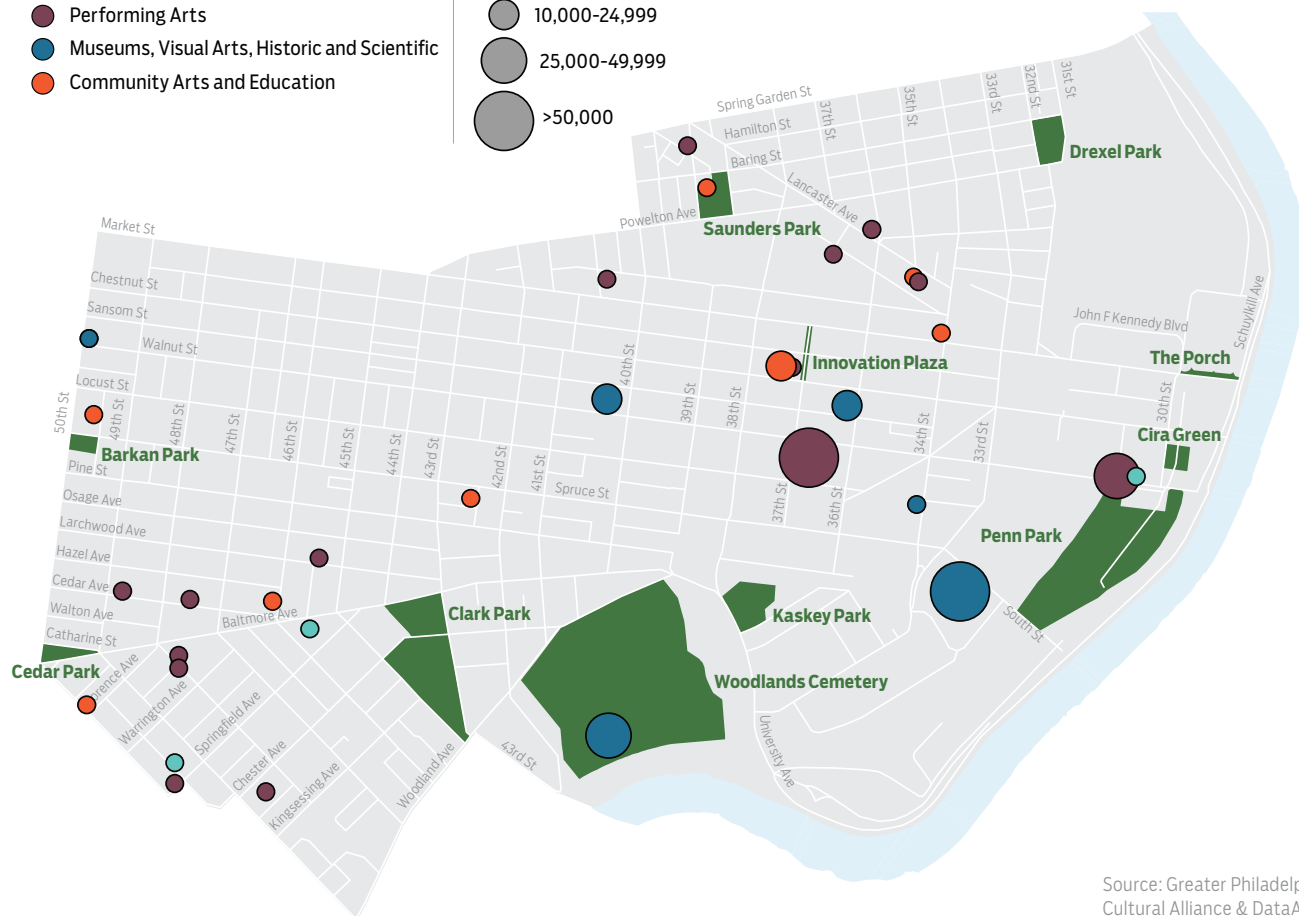 Performing Arts
Museums, Visual Arts, Historic and Scientific
Community Arts and Education
10,000-24,999
25,000-49,999
>50,000
Spring Garden St
Hamilton St
Baring St
Powelton Ave
Lancaster Ave
37th St
35th St
33rd St
32nd St
31st St
Drexel Park
Saunders Park
Market St
Chestnut St
Sansom St
Walnut St
Locust St
50th St
49th St
48th St
47th St
46th St
45th St
44th St
43rd St
42nd St
41st St
40th St
39th St
38th St
37th St
36th St
34th St
33rd St
30th St
John F Kennedy Blvd
Schuylkill Ave
The Porch
Innovation Plaza
Cira Green
Barkan Park
Pine St
Osage Ave
Larchwood Ave
Hazel Ave
Cedar Ave
Walton Ave
Catharine St
Spruce St
Baltmore Ave
Penn Park
South St
Clark Park
Kaskey Park
Woodlands Cemetery
Cedar Park
orence Ave
Warrington Ave
Springfield Ave
Chester Ave
Kingsessing Ave
Woodland Ave
43rd St
University Ave
Source: Greater Philadelp
Cultural Alliance & DataA